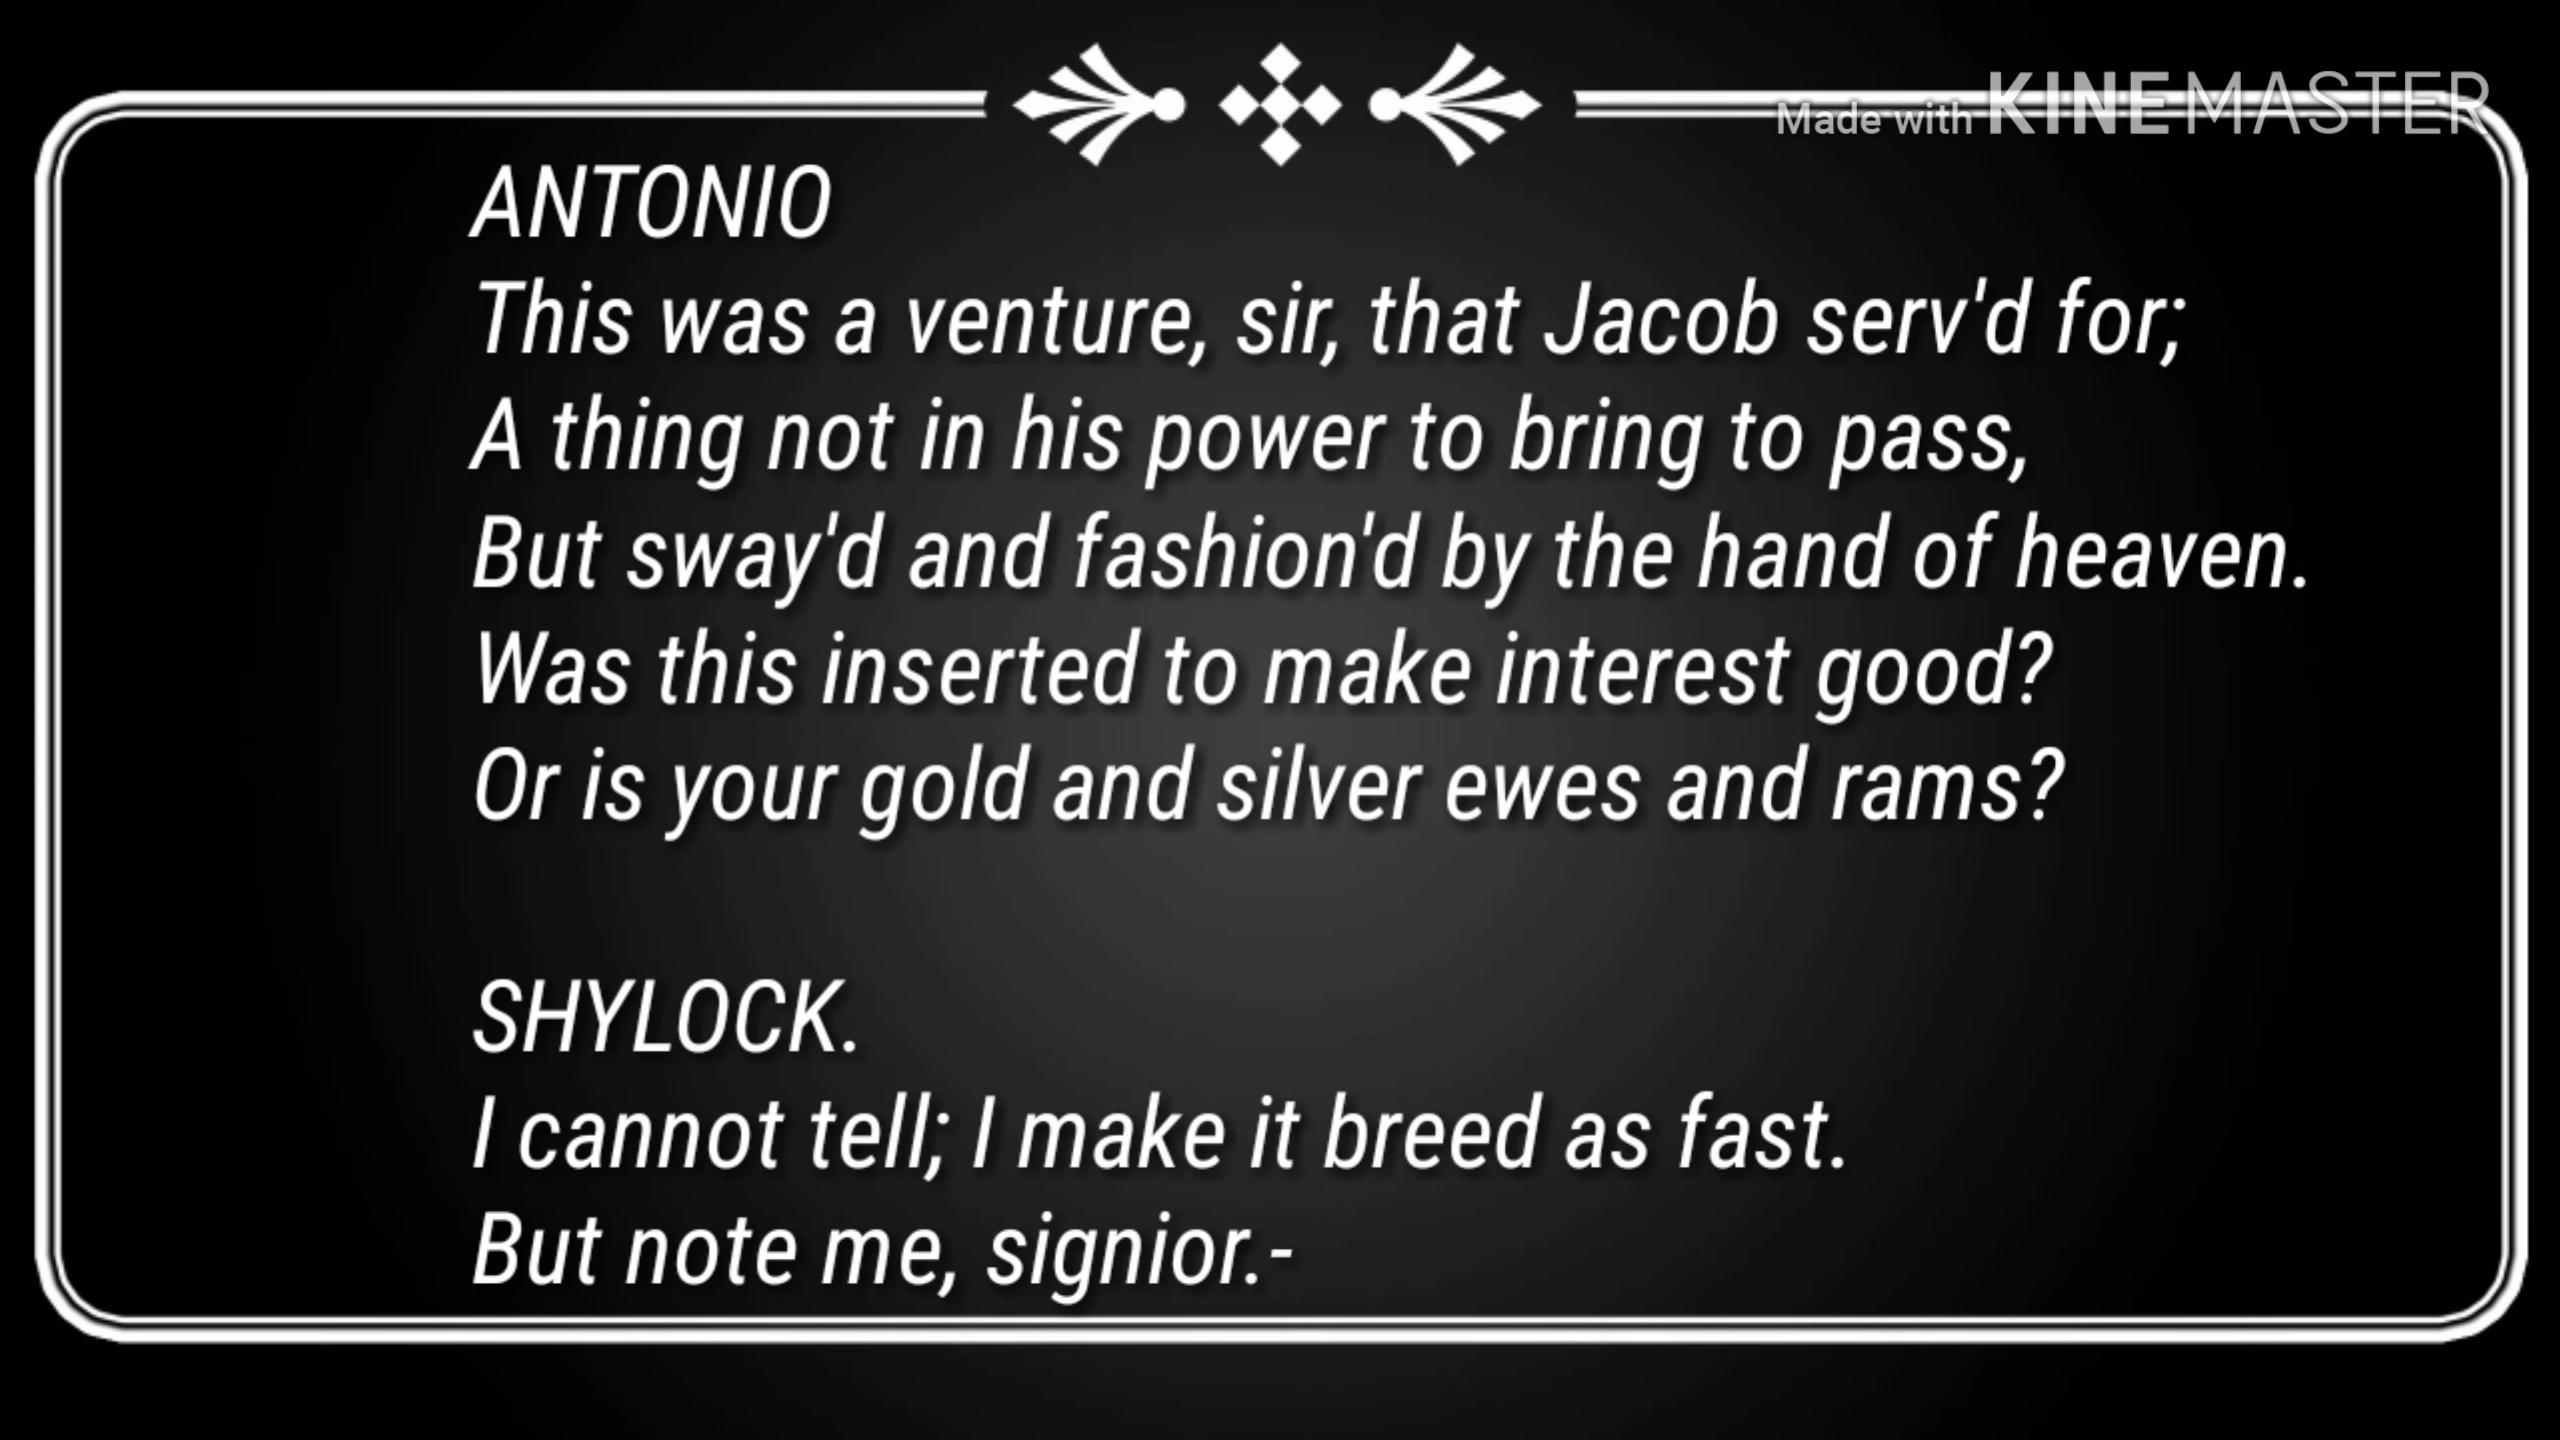 Made with KINEMASTER
ANTONIO
This was a venture, sir, that Jacob serv'd for;
A thing not in his power to bring to pass,
But sway'd and fashion'd by the hand of heaven.
Was this inserted to make interest good?
Or is your gold and silver ewes and rams?
SHYLOCK.
I cannot tell; I make it breed as fast.
But note me, signior.-